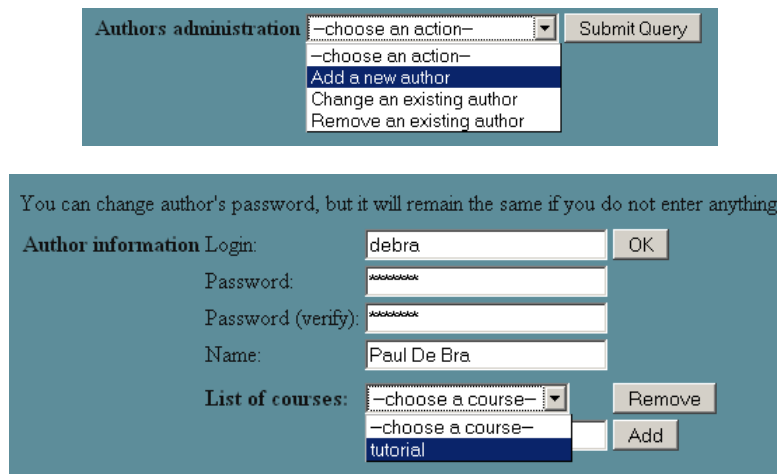 Authors administration –choose an action– Submit Query
–choose an action–
Add a new author
Change an existing author
Remove an existing author
You can change author's password, but it will remain the same if you do not enter anything
Author information Login: debra OK
Password: ********
Password (verify): ********
Name: Paul De Bra
List of courses: –choose a course– Remove
–choose a course– Add
tutorial